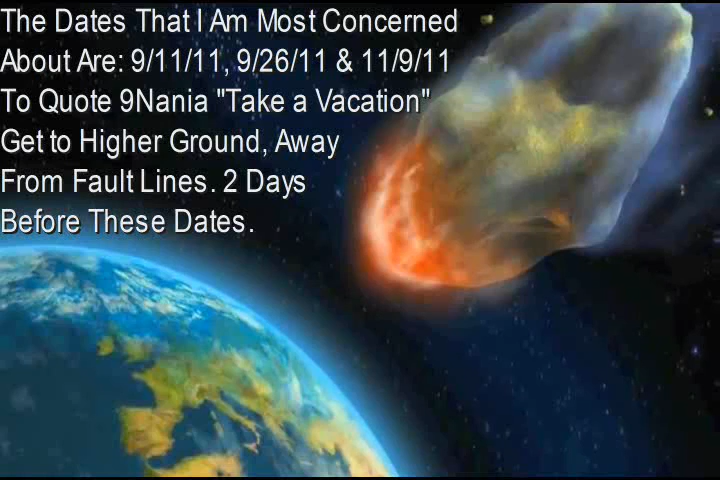 The Dates That I Am Most Concerned
About Are: 9/11/11, 9/26/11 & 11/9/11
To Quote 9Nania "Take a Vacation"
Get to Higher Ground, Away
From Fault Lines. 2 Days
Before These Dates.